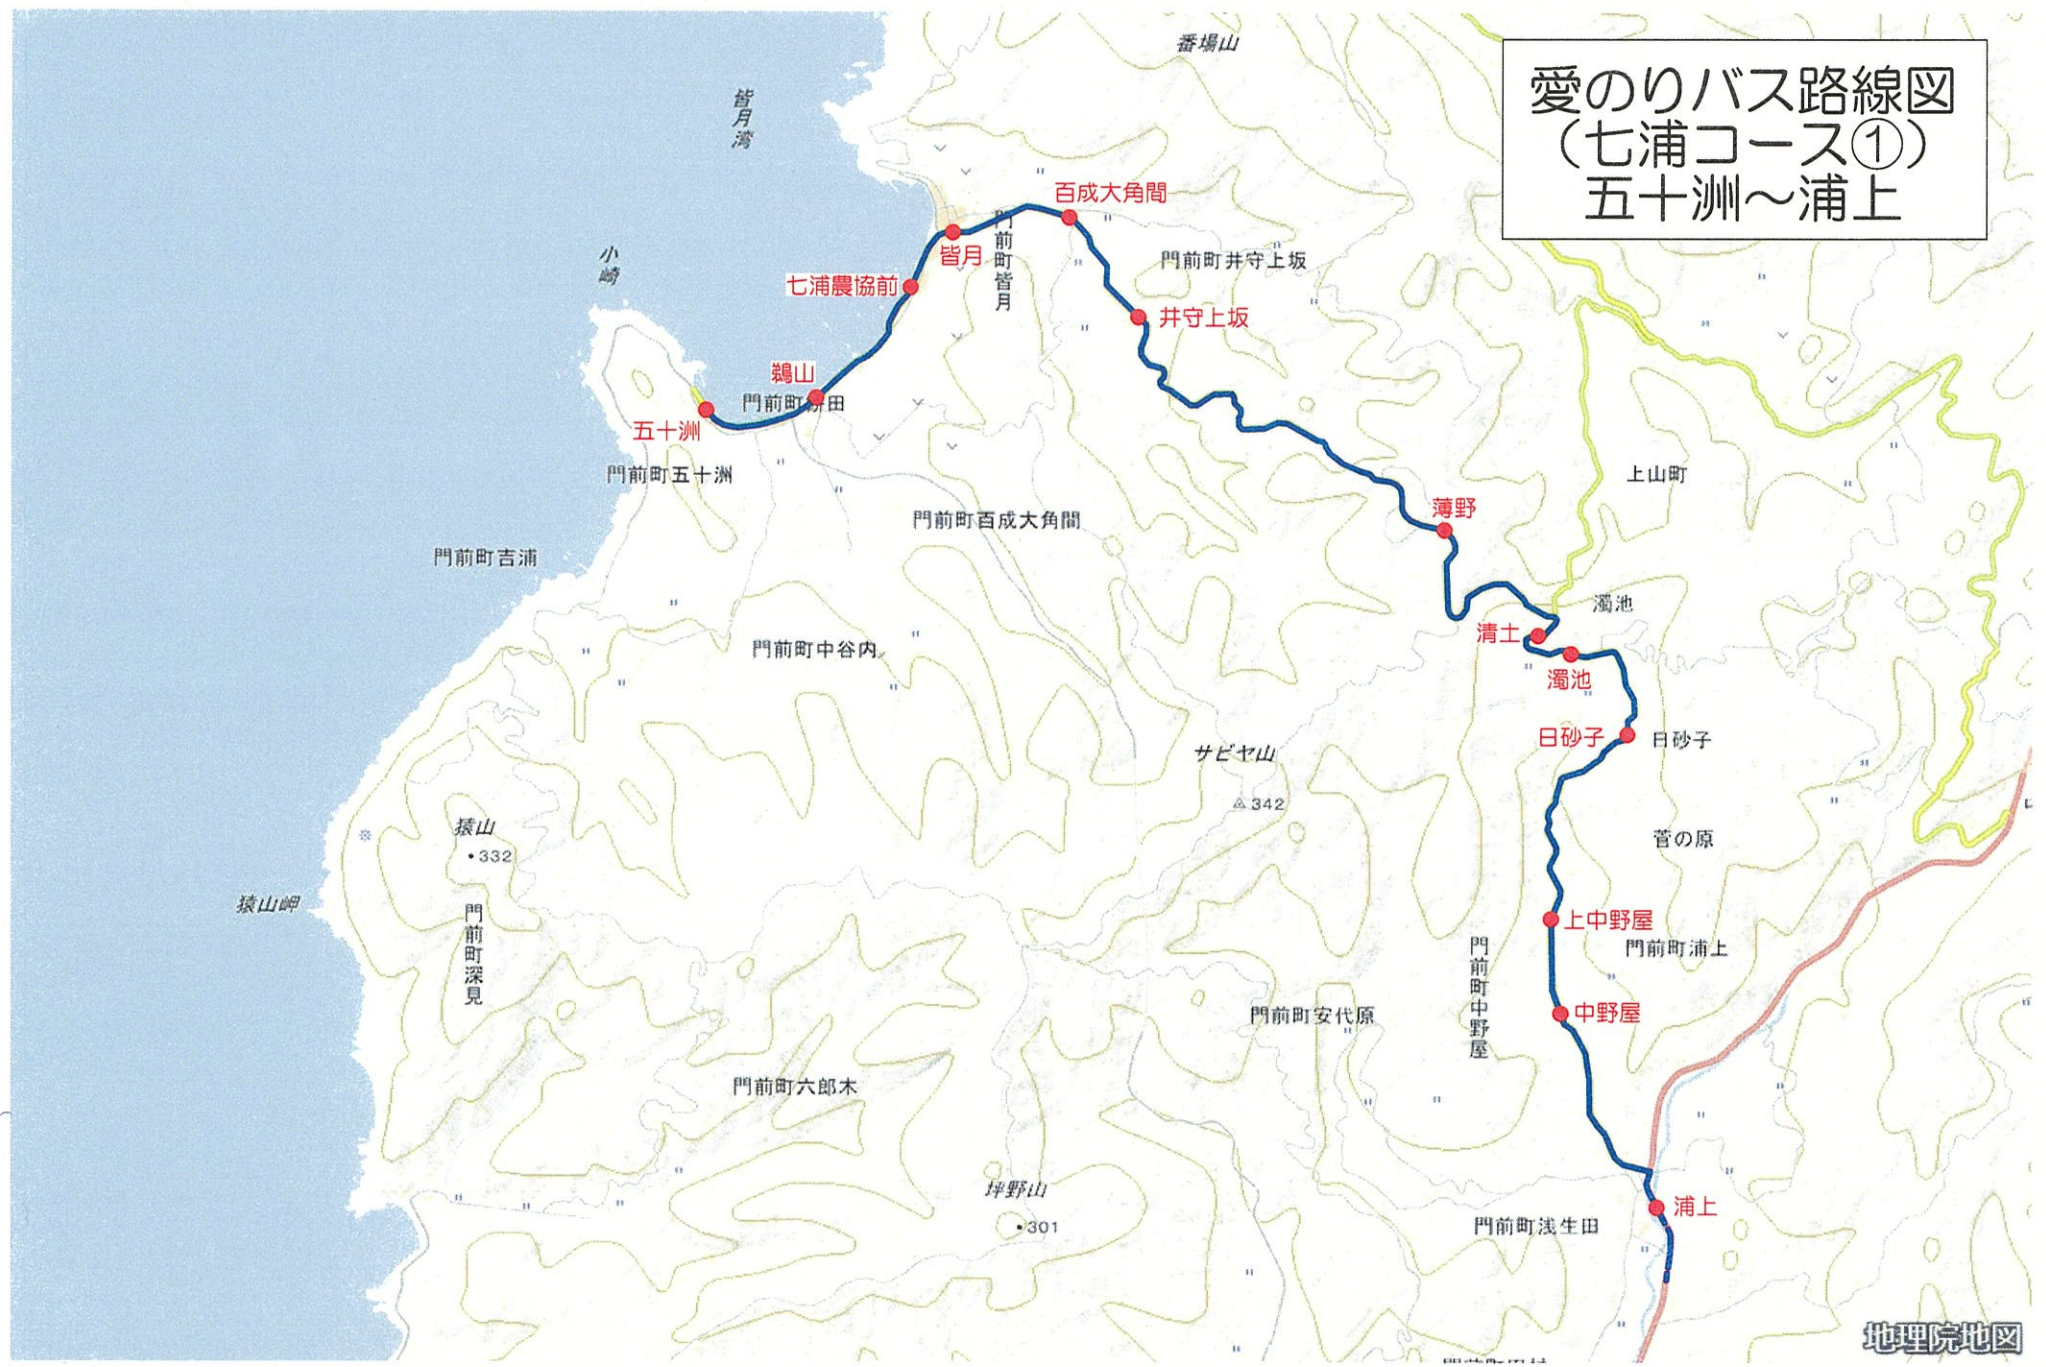 愛のりバス路線図
（七浦コース①）
五十洲～浦上
番場山
皆月湾
小崎
百成大角間
皆月
門前町皆月
門前町井守上坂
七浦農協前
井守上坂
鵜山
五十洲
門前町五十洲
上山町
薄野
門前町百成大角間
門前町吉浦
濁池
清土
門前町中谷内
濁池
日砂子
日砂子
サビヤ山
342
猿山
332
菅の原
猿山岬
門前町深見
上中野屋
門前町浦上
門前町中野屋
中野屋
門前町安代原
門前町六郎木
坪野山
301
浦上
門前町浅生田
地理院地図